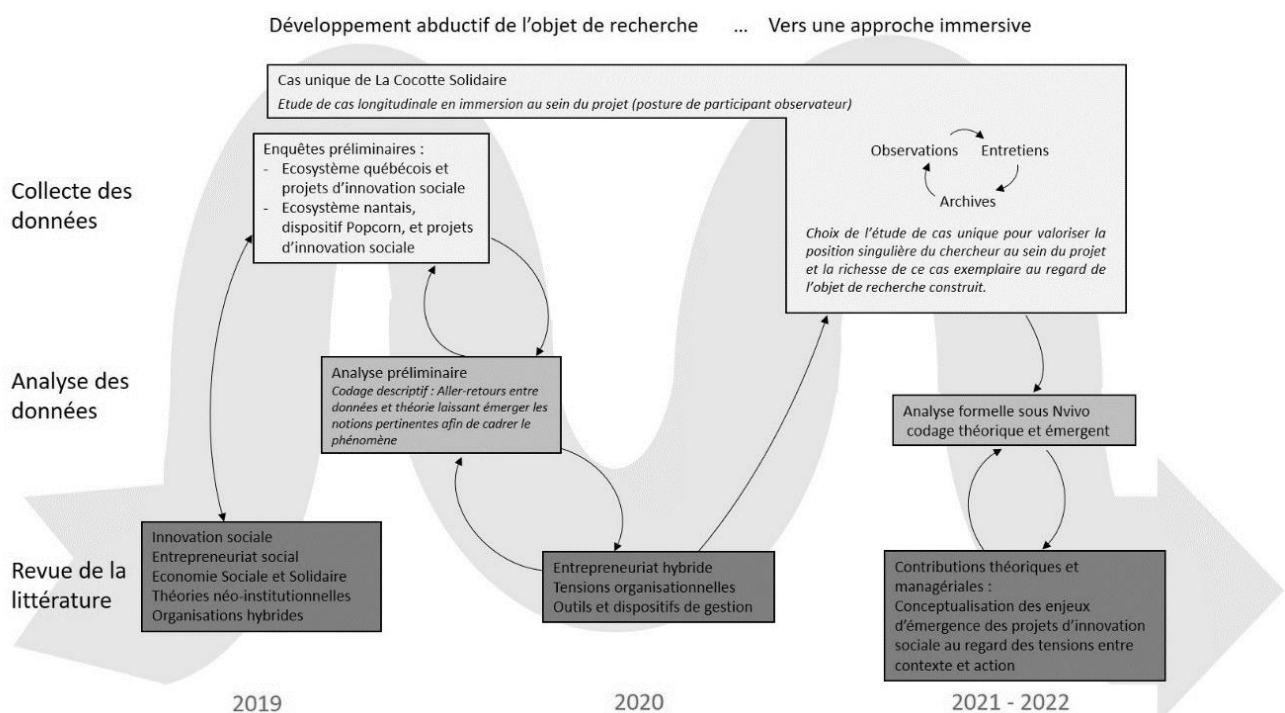 Développement abductif de l'objet de recherche ... Vers une approche immersive
Cas unique de La Cocotte Solidaire
Etude de cas longitudinale en immersion au sein du projet (posture de participant observateur)
Observations
Entretiens
Archives
Choix de l'étude de cas unique pour valoriser la
position singulière du chercheur au sein du projet
et la richesse de ce cas exemplaire au regard de
l'objet de recherche construit.
Collecte des
données
Enquêtes préliminaires :
- Ecosystème québécois et
projets d'innovation sociale
- Ecosystème nantais,
dispositif Popcorn, et projets
d'innovation sociale
Analyse des
données
Analyse préliminaire
Codage descriptif : Aller-retours entre
données et théorie laissant émerger les
notions pertinentes afin de cadrer le
phénomène
Analyse formelle sous Nvivo
codage théorique et émergent
Revue de la
littérature
Innovation sociale
Entrepreneuriat social
Economie Sociale et Solidaire
Théories néo-institutionnelles
Organisations hybrides
Entrepreneuriat hybride
Tensions organisationnelles
Outils et dispositifs de gestion
Contributions théoriques et
managériales :
Conceptualisation des enjeux
d'émergence des projets d'innovation
sociale au regard des tensions entre
contexte et action
2019
2020
2021 - 2022